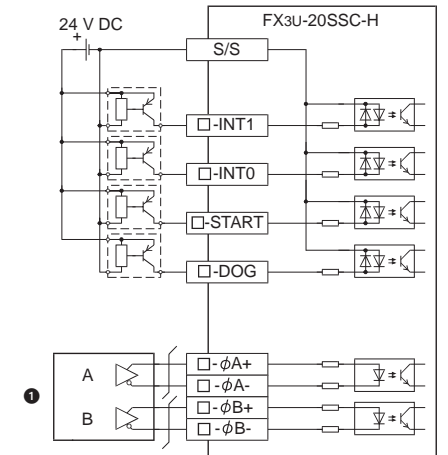 24 V DC
+
FX3U-20SSC-H
S/S
□-INT1
□-INT0
□-START
□-DOG
❶
A
B
□-ϕA+
□-ϕA-
□-ϕB+
□-ϕB-